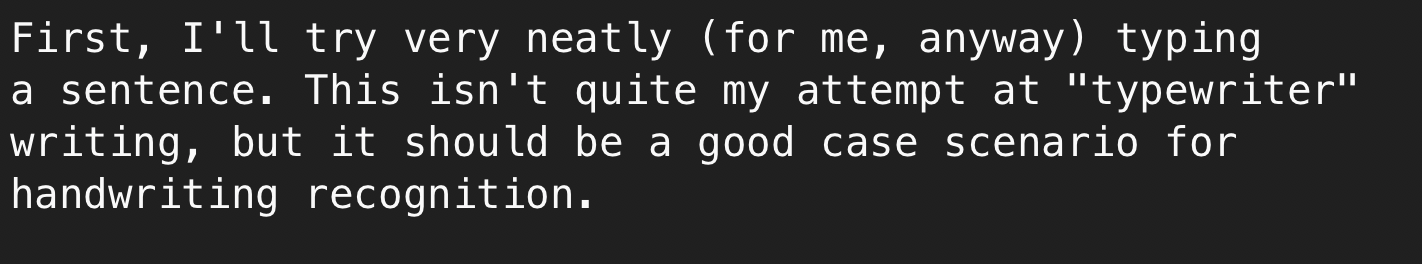 First, I'll try very neatly (for me, anyway) typing
a sentence. This isn't quite my attempt at "typewriter"
writing, but it should be a good case scenario for
handwriting recognition.